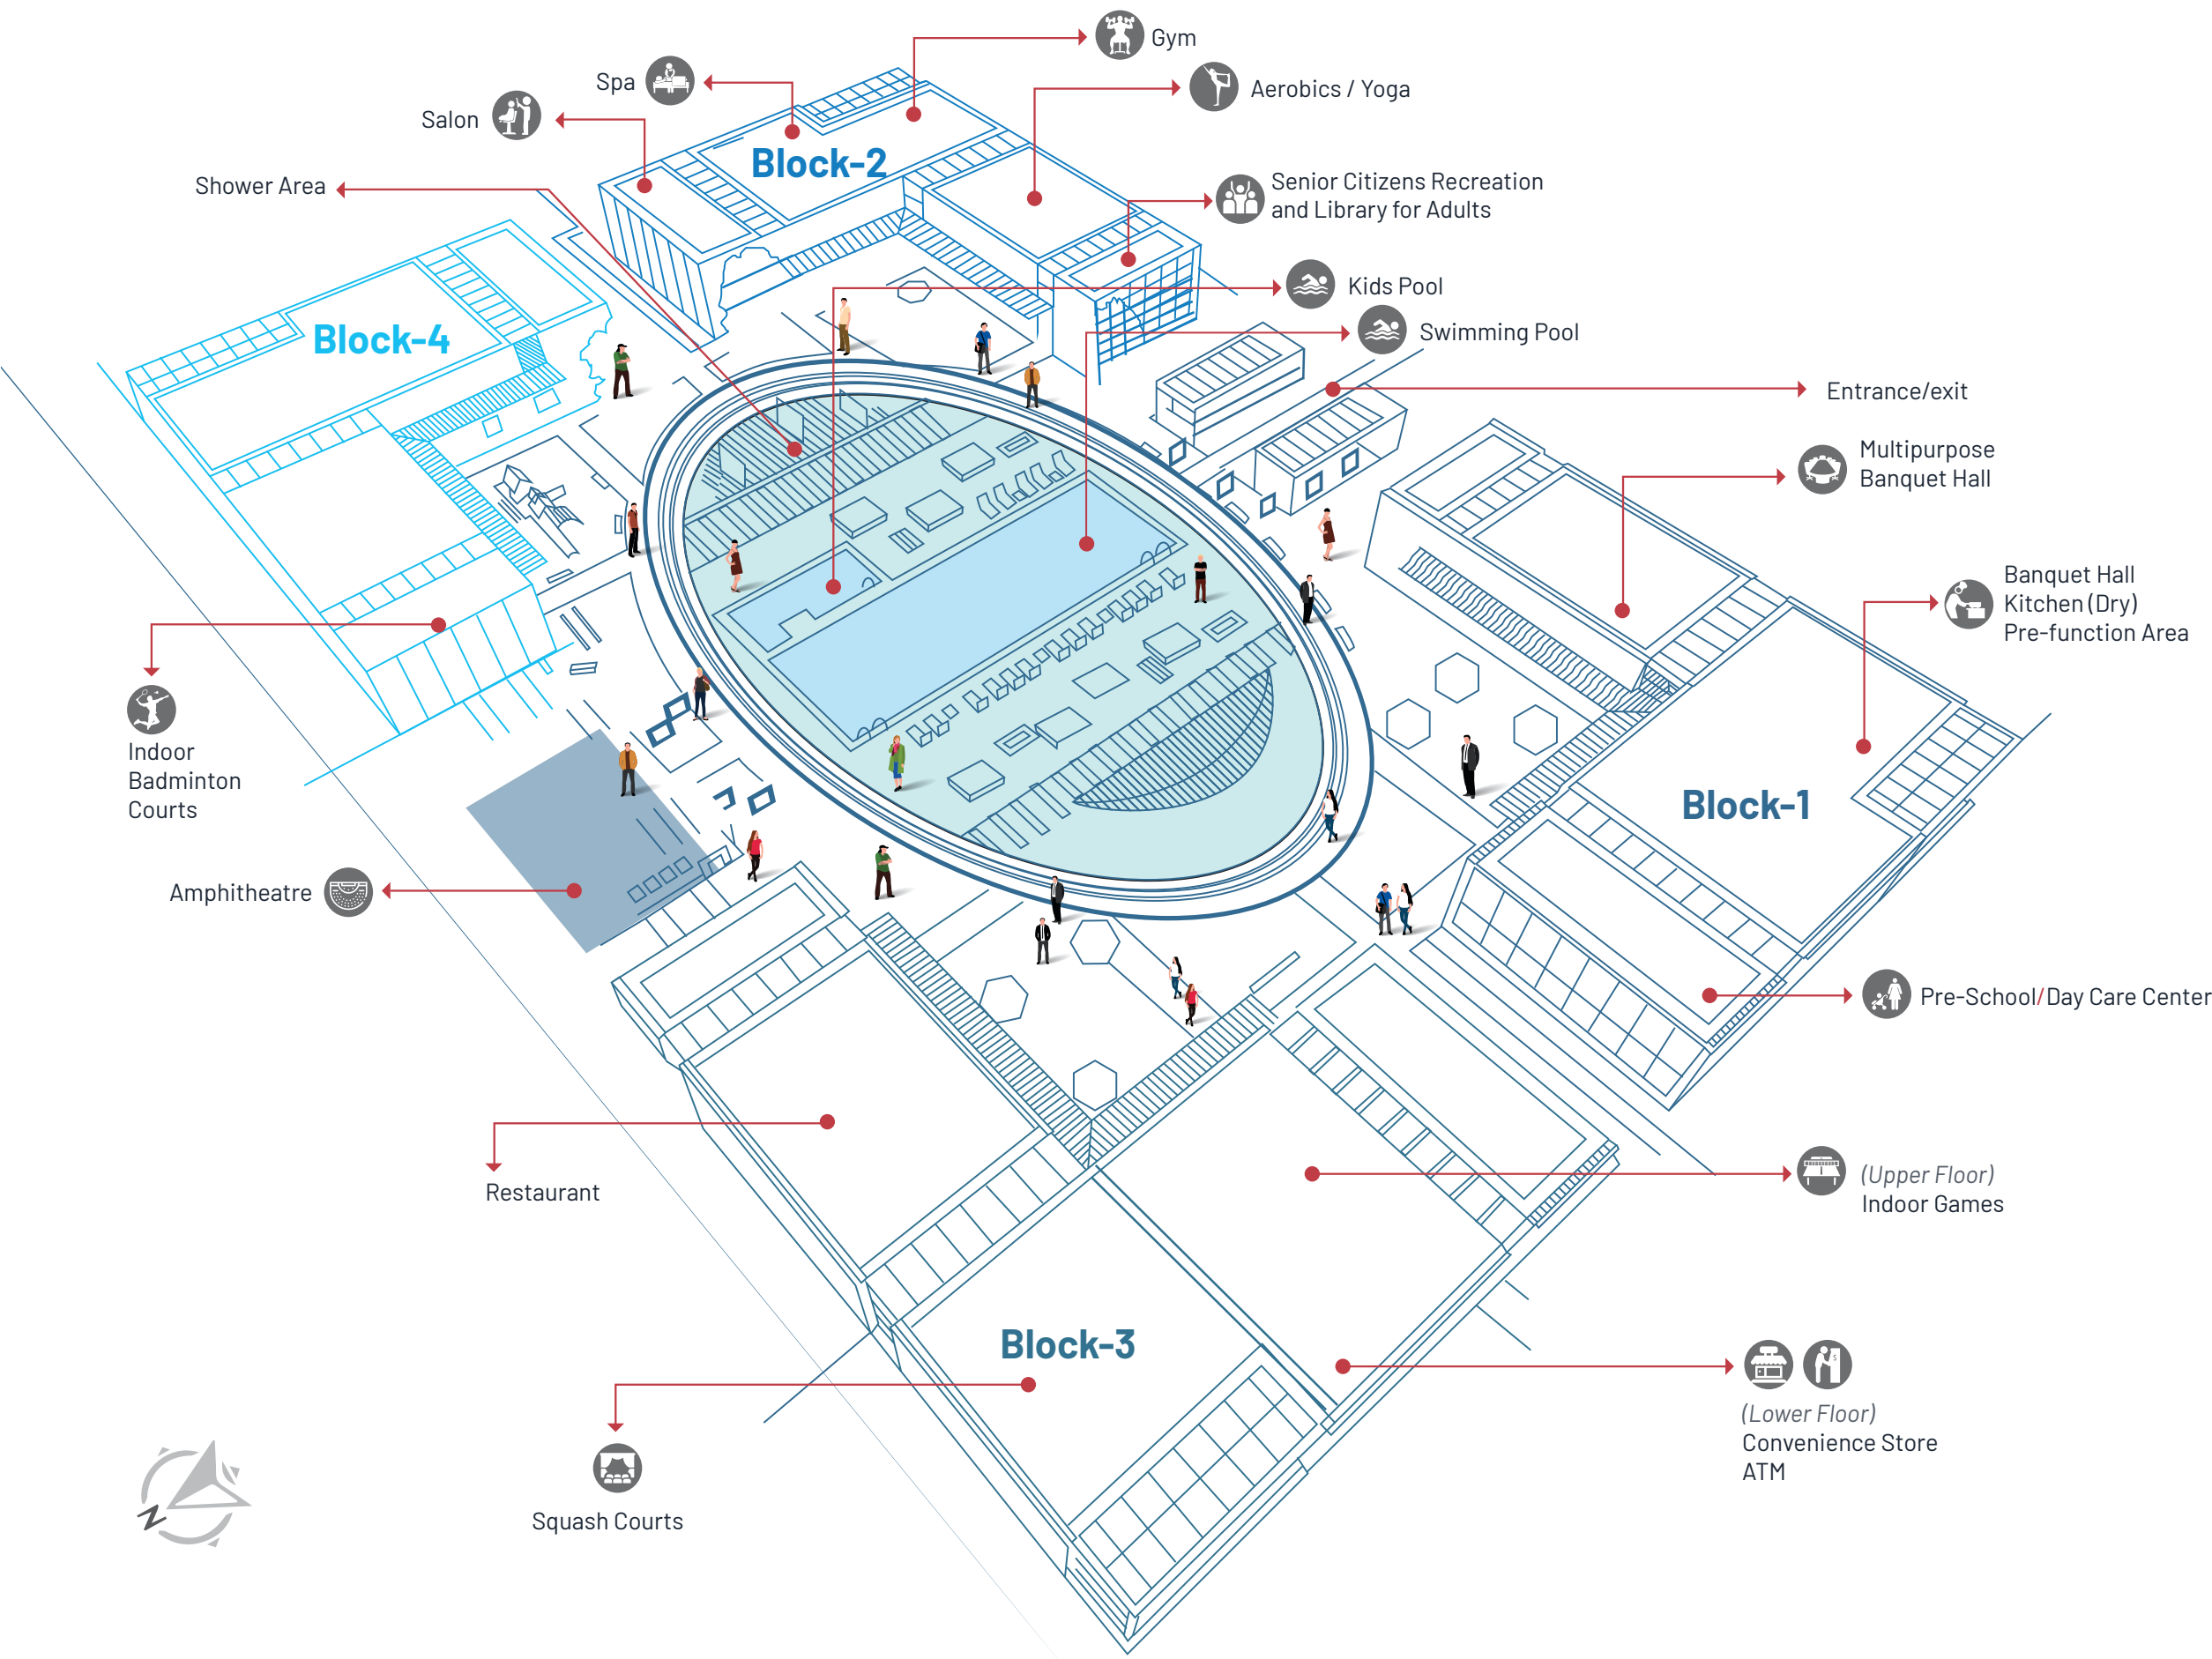 Gym
Spa
Aerobics / Yoga
Salon
Block-2
Shower Area
Senior Citizens Recreation
and Library for Adults
Kids Pool
Swimming Pool
Block-4
Entrance/exit
Multipurpose
Banquet Hall
Banquet Hall
Kitchen (Dry)
Pre-function Area
Indoor
Badminton
Courts
Block-1
Amphitheatre
Pre-School/Day Care Center
Restaurant
(Upper Floor)
Indoor Games
Block-3
(Lower Floor)
Convenience Store
ATM
Squash Courts
N